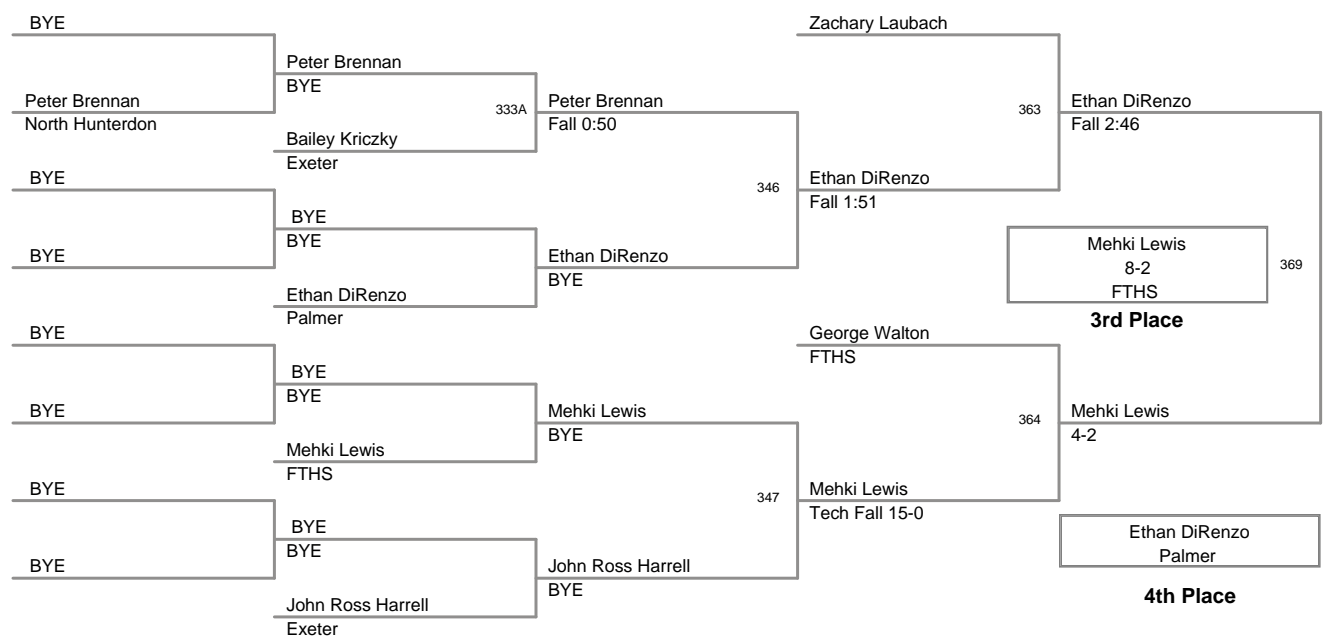 BYE
Peter Brennan
North Hunterdon
BYE
BYE
BYE
BYE
BYE
BYE
Peter Brennan
BYE
Bailey Kriczky
Exeter
BYE
BYE
Ethan DiRenzo
Palmer
BYE
BYE
Mehki Lewis
FTHS
BYE
BYE
John Ross Harrell
Exeter
333A
Peter Brennan
Fall 0:50
Ethan DiRenzo
BYE
Mehki Lewis
BYE
John Ross Harrell
BYE
346
347
Zachary Laubach
Ethan DiRenzo
Fall 1:51
George Walton
FTHS
Mehki Lewis
Tech Fall 15-0
363
364
Ethan DiRenzo
Fall 2:46
Mehki Lewis
4-2
369
Mehki Lewis
8-2
FTHS
3rd Place
Ethan DiRenzo
Palmer
4th Place